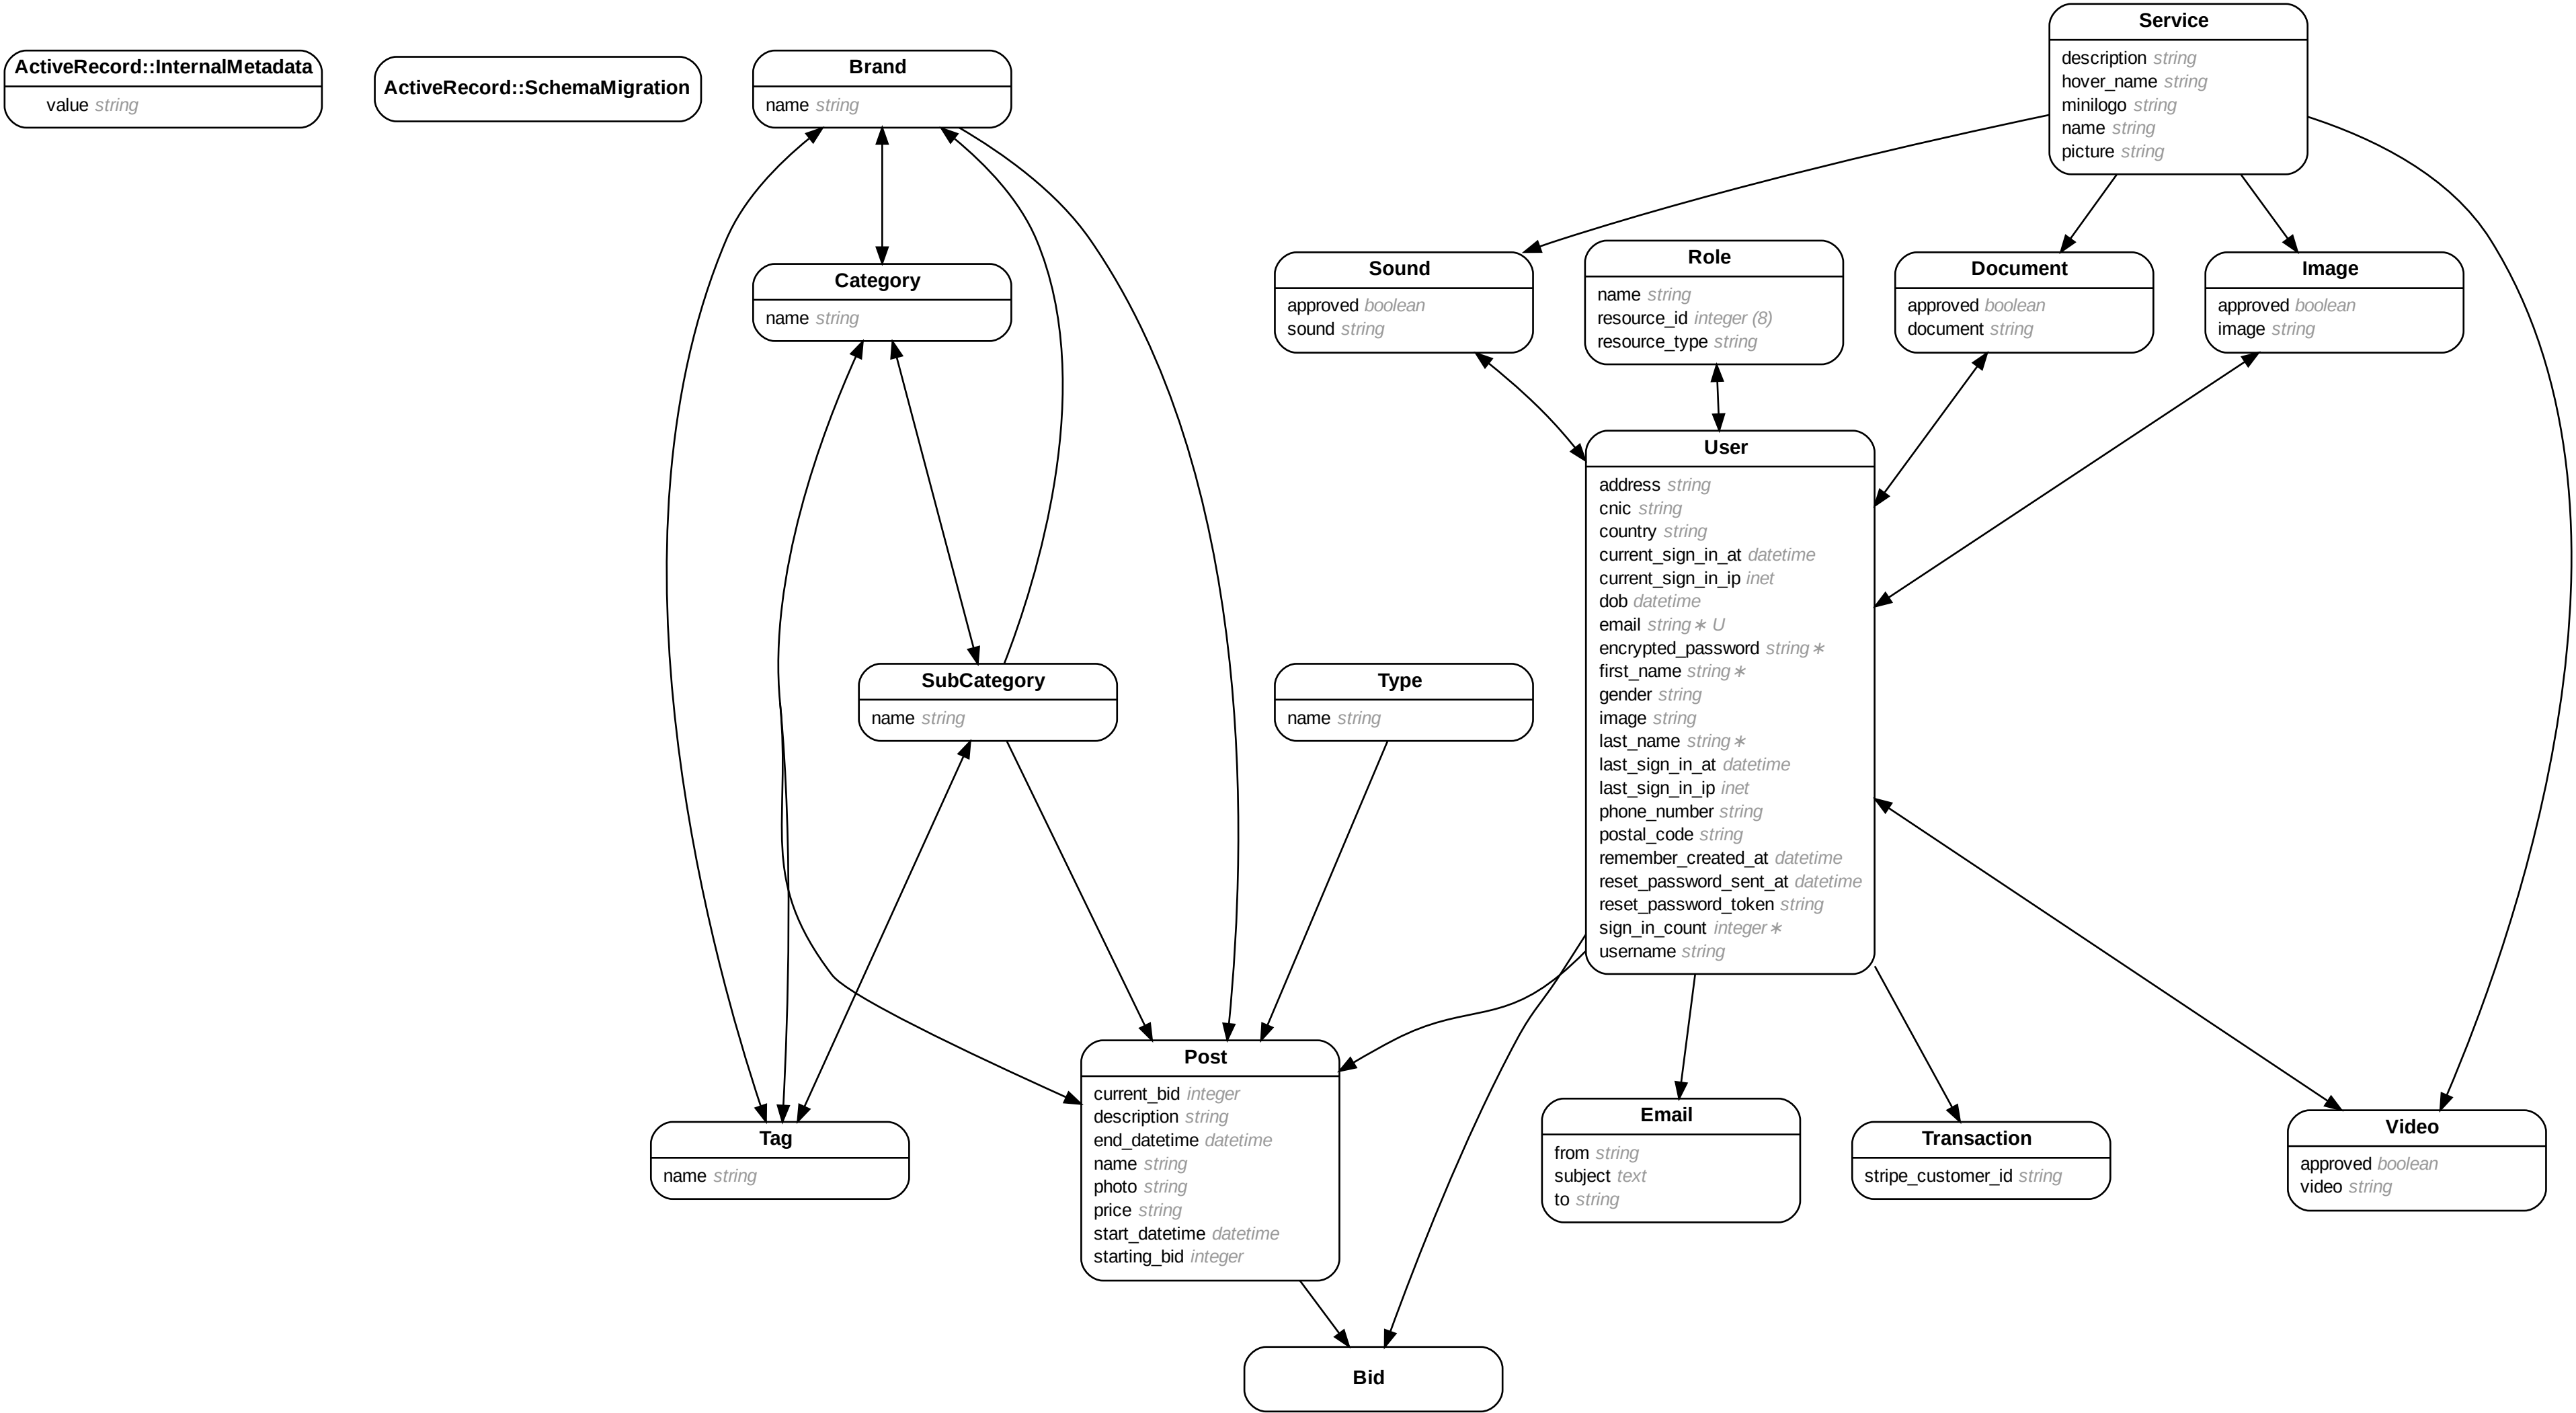 ActiveRecord::InternalMetadata
value string
ActiveRecord::SchemaMigration
Brand
name string
Service
description string
hover_name string
minilogo string
name string
picture string
Category
name string
Sound
approved boolean
sound string
Role
name string
resource_id integer (8)
resource_type string
Document
approved boolean
document string
Image
approved boolean
image string
User
address string
cnic string
country string
current_sign_in_at datetime
current_sign_in_ip inet
dob datetime
email string∗ U
encrypted_password string∗
first_name string∗
gender string
image string
last_name string∗
last_sign_in_at datetime
last_sign_in_ip inet
phone_number string
postal_code string
remember_created_at datetime
reset_password_sent_at datetime
reset_password_token string
sign_in_count integer∗
username string
SubCategory
name string
Type
name string
Tag
name string
Post
current_bid integer
description string
end_datetime datetime
name string
photo string
price string
start_datetime datetime
starting_bid integer
Email
from string
subject text
to string
Transaction
stripe_customer_id string
Video
approved boolean
video string
Bid